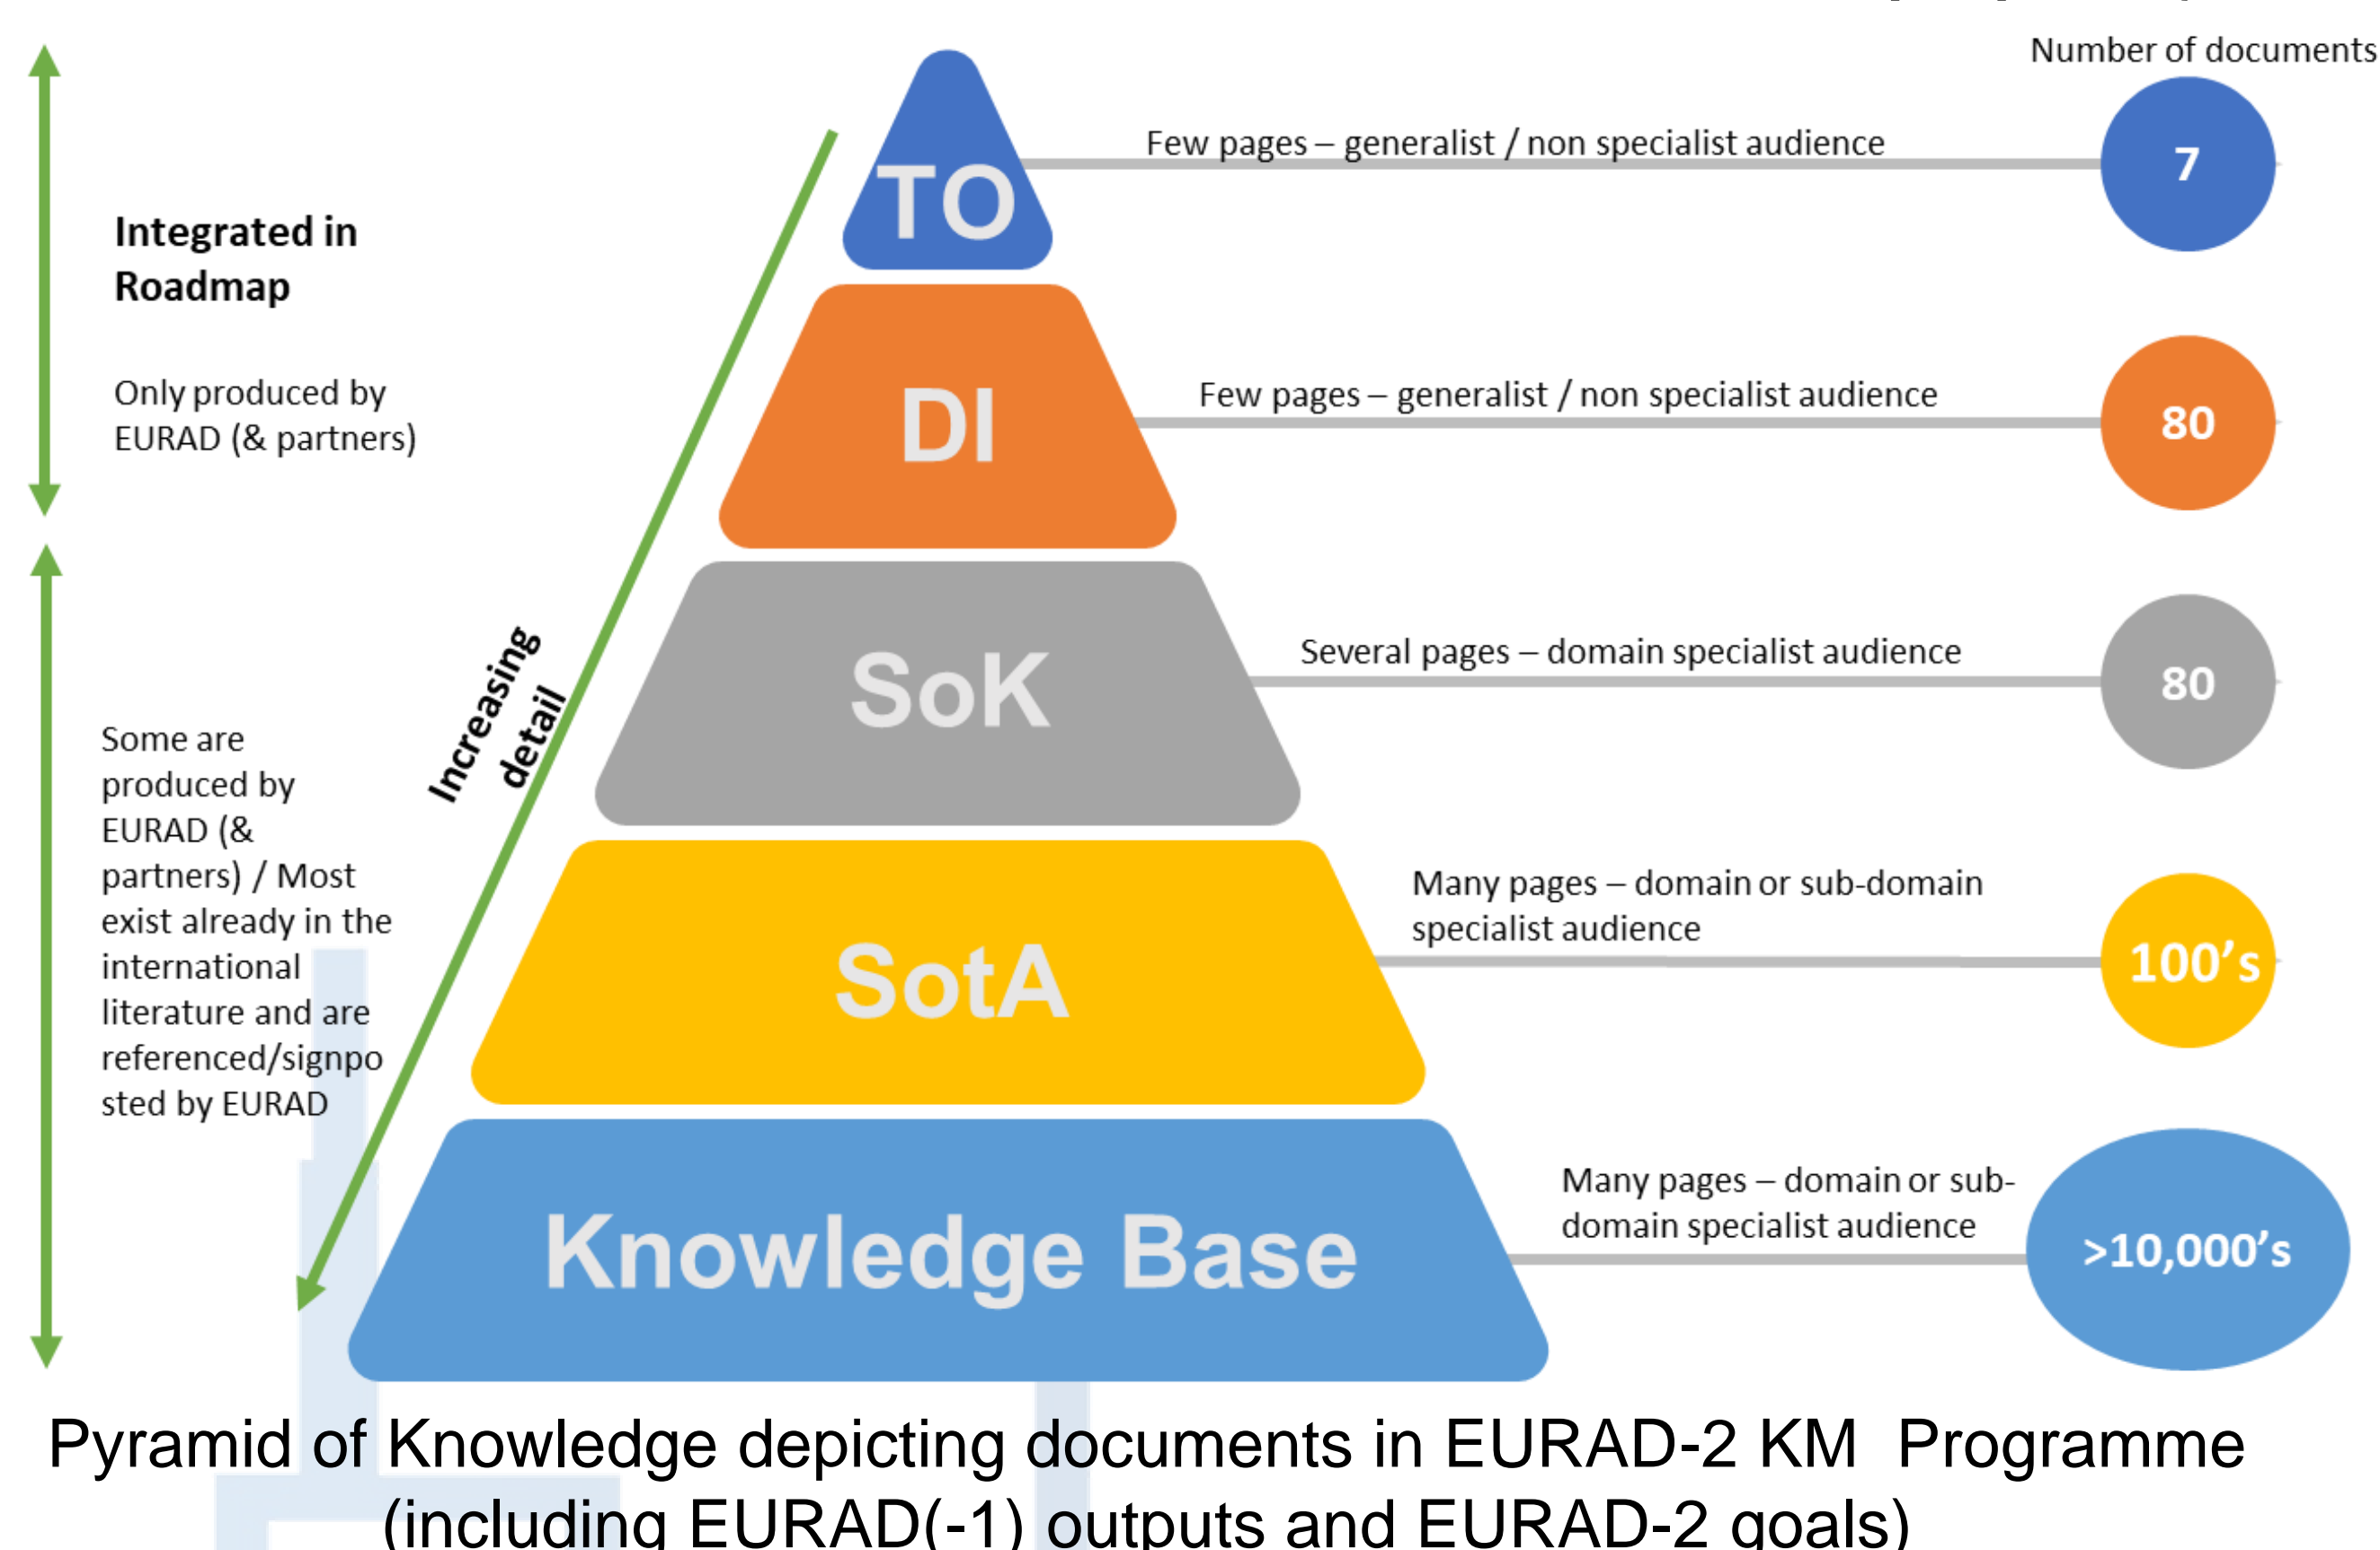 Number of documents
TO
Few pages – generalist / non specialist audience
7
Integrated in
Roadmap
Only produced by
EURAD (& partners)
DI
Few pages – generalist / non specialist audience
80
Increasing
detail
SoK
Several pages – domain specialist audience
80
Some are
produced by
EURAD (&
partners) / Most
exist already in the
international
literature and are
referenced/signpo
sted by EURAD
SotA
Many pages – domain or sub-domain
specialist audience
100’s
Knowledge Base
Many pages – domain or sub-
domain specialist audience
>10,000’s
Pyramid of Knowledge depicting documents in EURAD-2 KM  Programme
(including EURAD(-1) outputs and EURAD-2 goals)